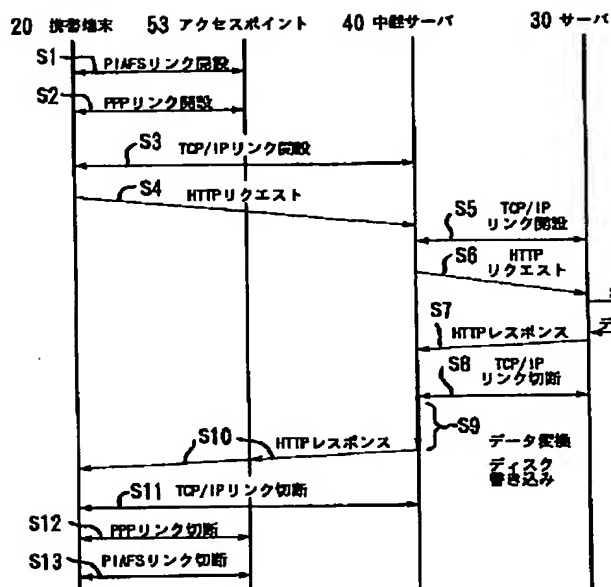 20 携帯端末 53 アクセスポイント 40 中継サーバ 30 サーバ
S1 PIAFSリンク開設
S2 PPPリンク開設
S3 TCP/IPリンク開設
S4 HTTPリクエスト
S5 TCP/IP
リンク開設
S6 HTTP
リクエスト
S7 HTTPレスポンス
S8 TCP/IP
リンク切断
S9
データ変換
ディスク
書き込み
S10 HTTPレスポンス
S11 TCP/IPリンク切断
S12 PPPリンク切断
S13 PIAFSリンク切断